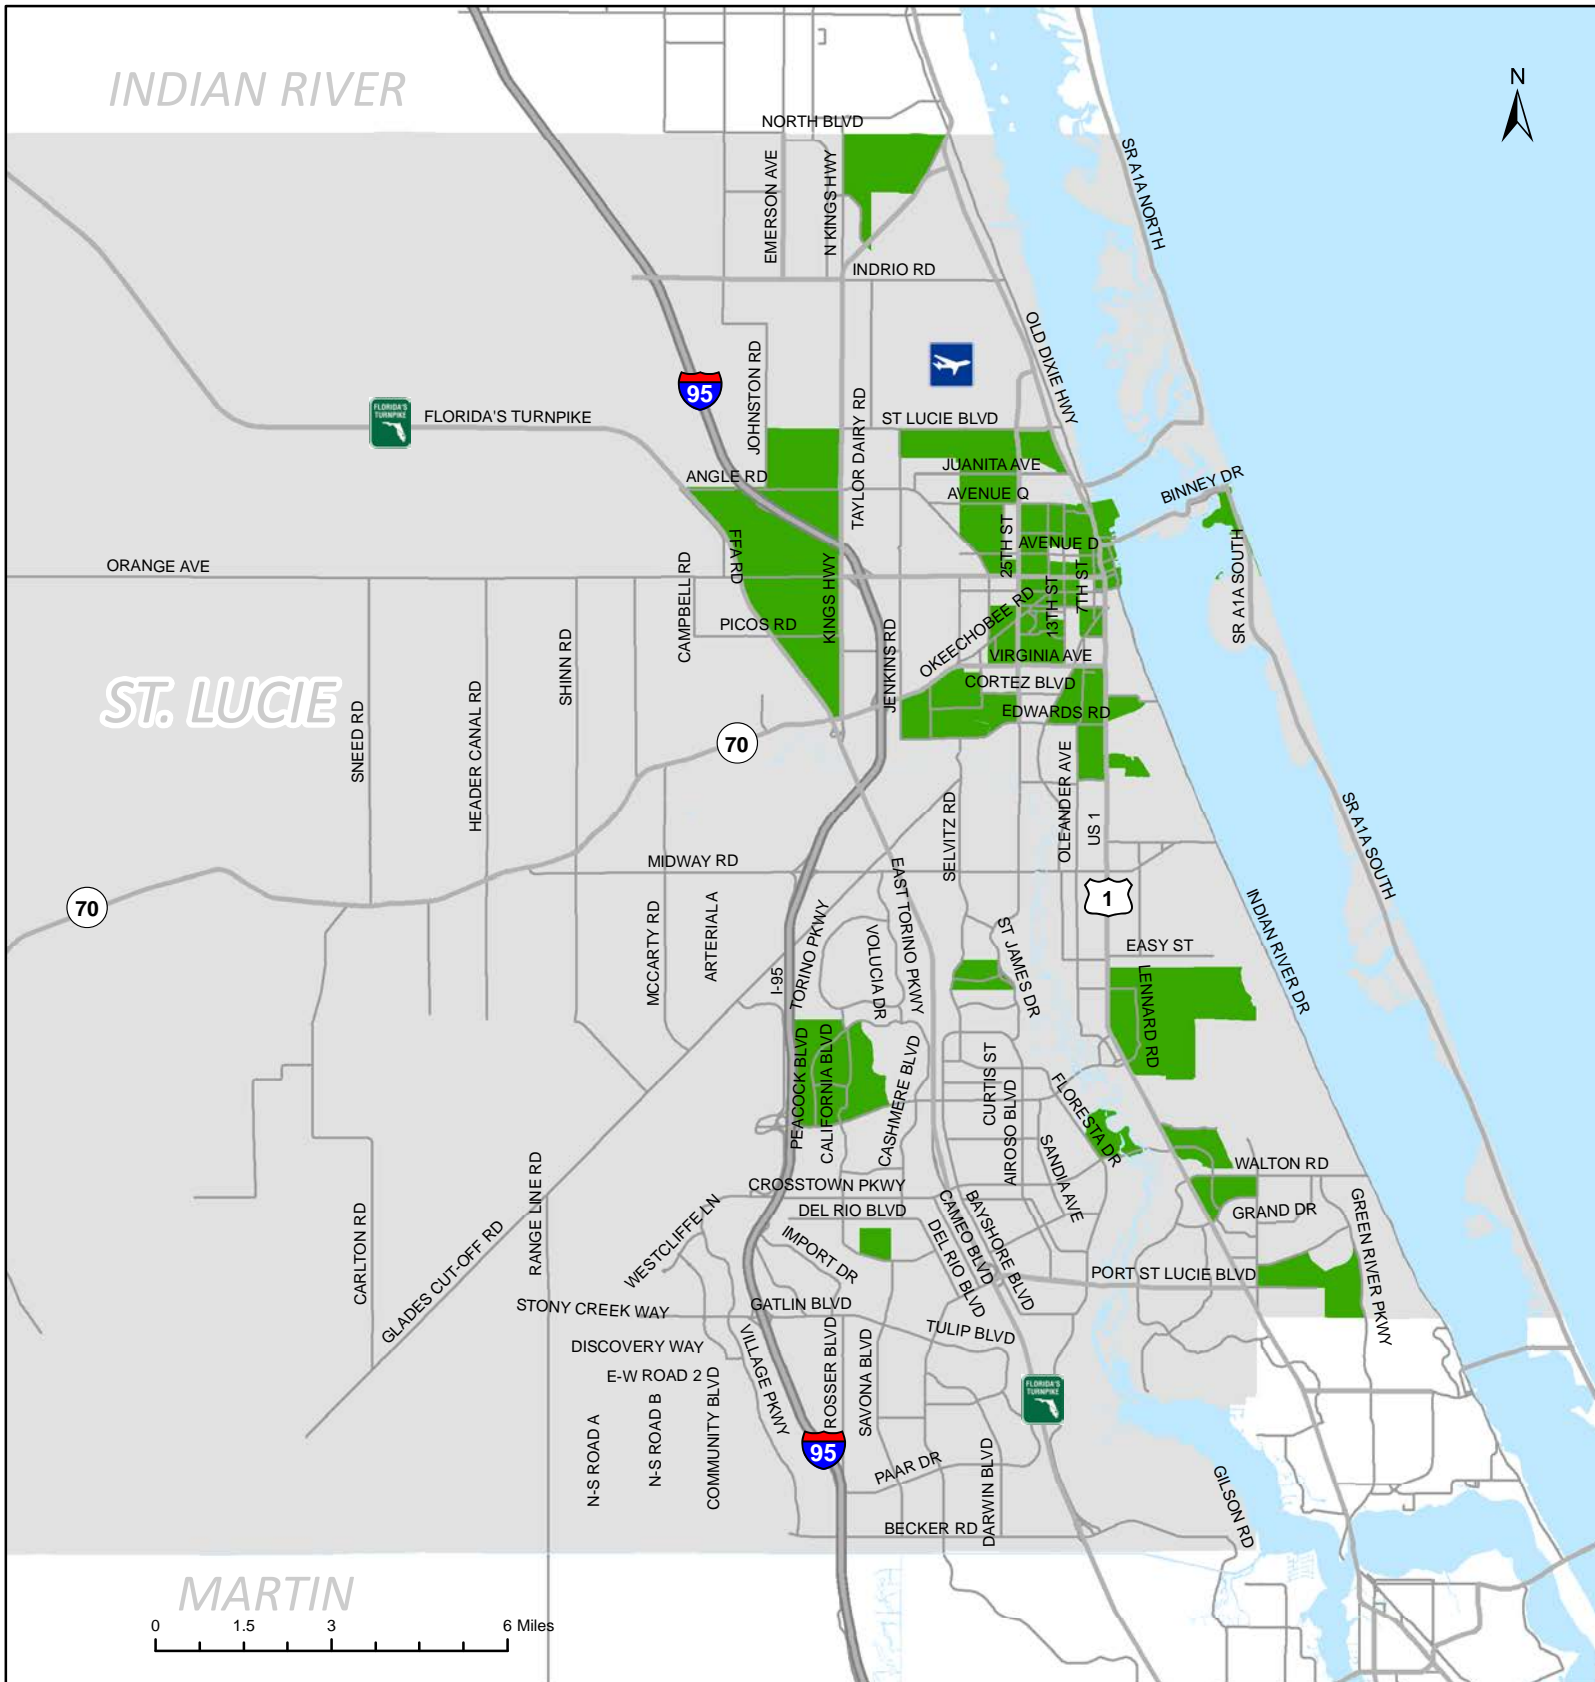 INDIAN RIVER
N
NORTH BLVD
SR A1A NORTH
EMERSON AVE
N KINGS HWY
INDRIO RD
OLD DIXIE HWY
JOHNSTON RD
95
FLORIDA'S TURNPIKE
FLORIDA'S TURNPIKE
TAYLOR DAIRY RD
ST LUCIE BLVD
JUANITA AVE
ANGLE RD
AVENUE Q
BINNEY DR
25TH ST
AVENUE D
FFA RD
ORANGE AVE
CAMPBELL RD
KINGS HWY
13TH ST
7TH ST
SR A1A SOUTH
PICOS RD
OKEECHOBEE RD
JENKINS RD
VIRGINIA AVE
SHINN RD
ST. LUCIE
CORTEZ BLVD
HEADER CANAL RD
SNEED RD
EDWARDS RD
70
OLEANDER AVE
SELVITZ RD
US 1
SR A1A SOUTH
MIDWAY RD
EAST TORINO PKWY
70
1
INDIAN RIVER DR
MCCARTY RD
ARTERIAL A
TORINO PKWY
VOLUCIA DR
ST JAMES DR
EASY ST
I-95
LENNARD RD
PEACOCK BLVD
CALIFORNIA BLVD
CASHMERE BLVD
CURTIS ST
AIROSO BLVD
FLORESTA DR
SANDIA AVE
WALTON RD
RANGE LINE RD
CROSSTOWN PKWY
WESTCLIFFE LN
DEL RIO BLVD
CAMEO BLVD
BAYSHORE BLVD
GRAND DR
GREEN RIVER PKWY
CARLTON RD
GLADES CUT-OFF RD
IMPORT DR
DEL RIO BLVD
PORT ST LUCIE BLVD
STONY CREEK WAY
GATLIN BLVD
TULIP BLVD
DISCOVERY WAY
VILLAGE PKWY
ROSSER BLVD
SAVONA BLVD
E-W ROAD 2
FLORIDA'S TURNPIKE
N-S ROAD A
N-S ROAD B
COMMUNITY BLVD
95
PAAR DR
DARWIN BLVD
GILSON RD
BECKER RD
MARTIN
0 1.5 3 6 Miles